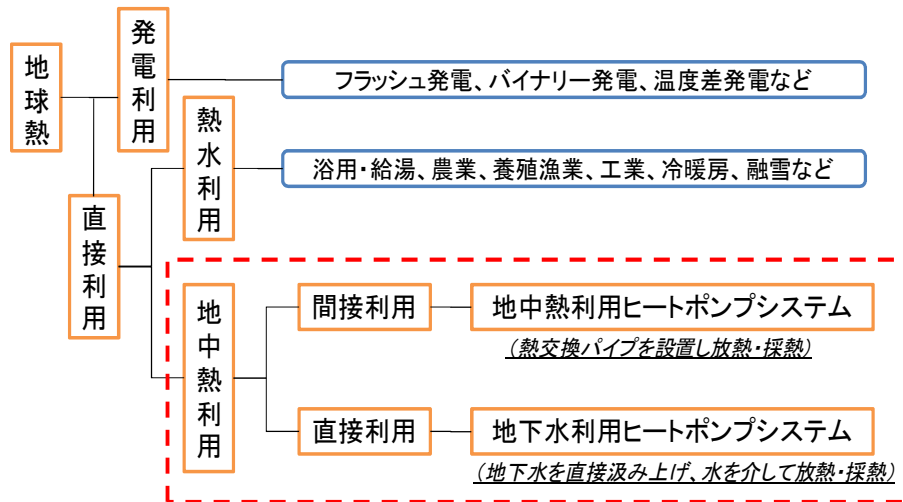 地球熱
発電利用
フラッシュ発電、バイナリー発電、温度差発電など
直接利用
熱水利用
浴用・給湯、農業、養殖漁業、工業、冷暖房、融雪など
地中熱利用
間接利用
地中熱利用ヒートポンプシステム
(熱交換パイプを設置し放熱・採熱)
直接利用
地下水利用ヒートポンプシステム
(地下水を直接汲み上げ、水を介して放熱・採熱)